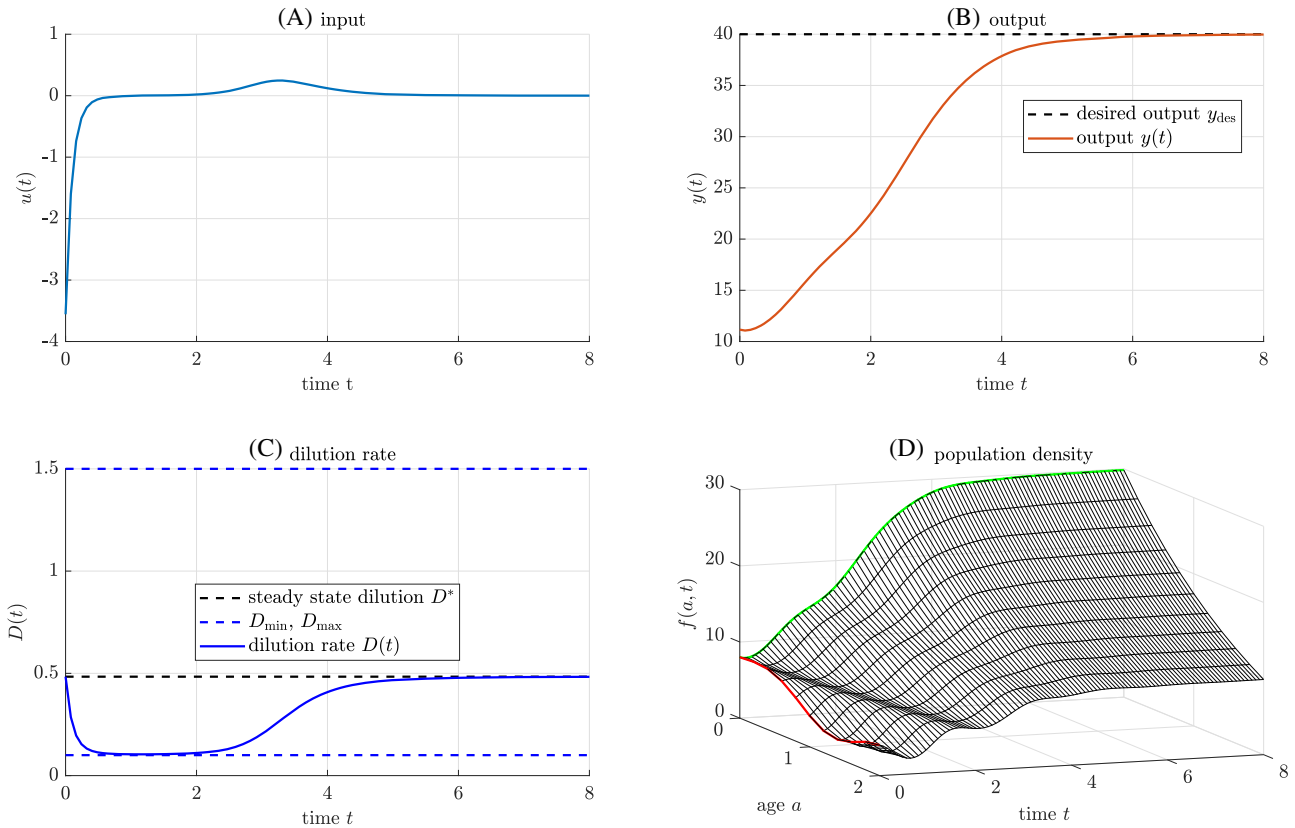 (A) input
1
0
-1
-2
-3
-4
u(t)
0 2 4 6 8
time t
(B) output
40
35
30
25
20
15
10
y(t)
desired output y_des
output y(t)
0 2 4 6 8
time t
(C) dilution rate
1.5
1
0.5
0
D(t)
steady state dilution D*
D_min, D_max
dilution rate D(t)
0 2 4 6 8
time t
(D) population density
30
20
10
0
f(a, t)
0
1
2
age a
0 2 4 6 8
time t